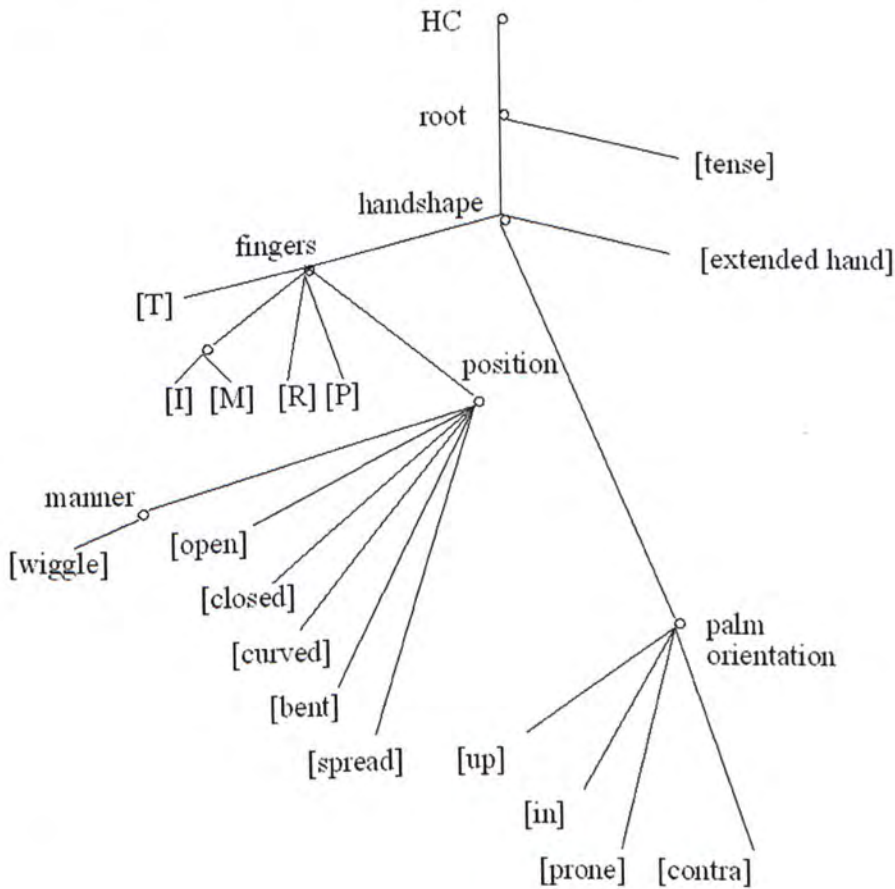 HC
root
[tense]
handshape
fingers
[extended hand]
[T]
position
[I] [M] [R] [P]
manner
[open]
[wiggle]
[closed]
palm
orientation
[curved]
[bent]
[spread]
[up]
[in]
[prone] [contra]